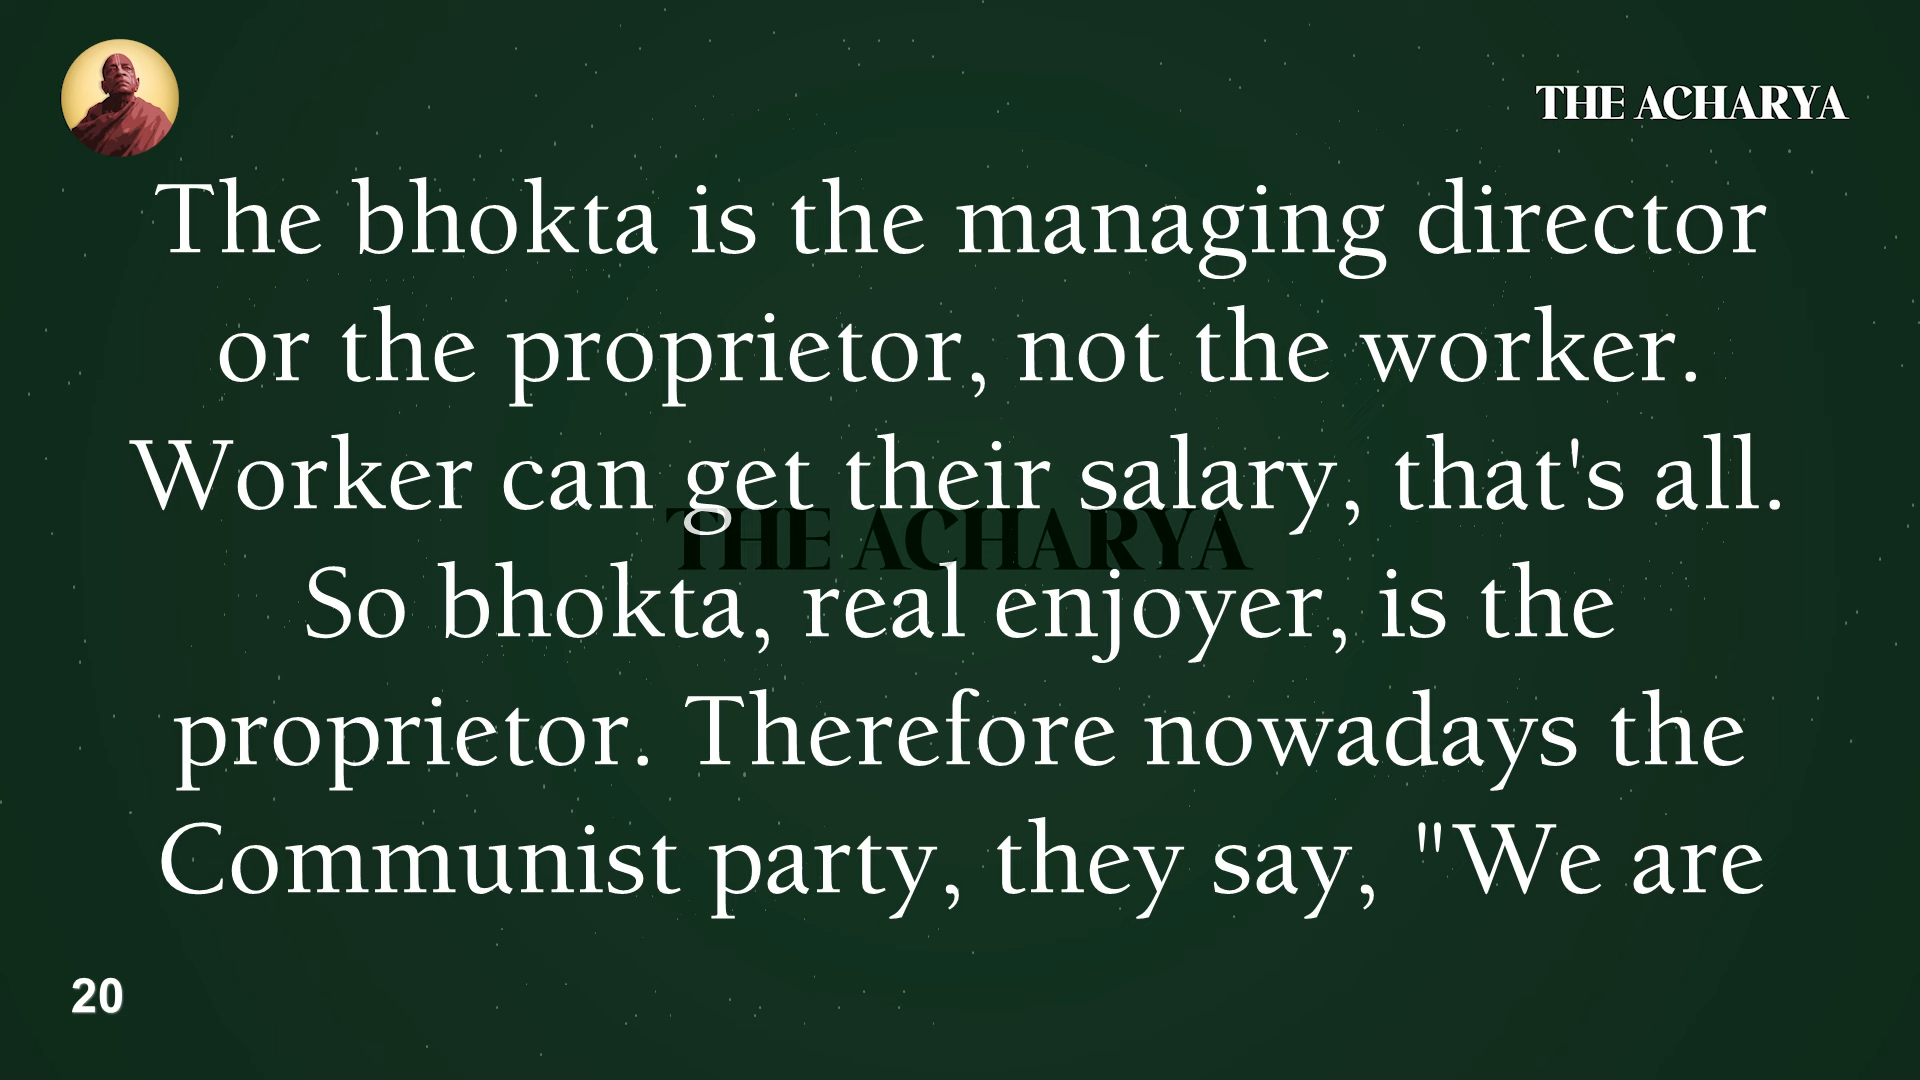 THE ACHARYA
The bhokta is the managing director
or the proprietor, not the worker.
Worker can get their salary, that's all.
THE ACHARYA
So bhokta, real enjoyer, is the
proprietor. Therefore nowadays the
Communist party, they say, "We are
20